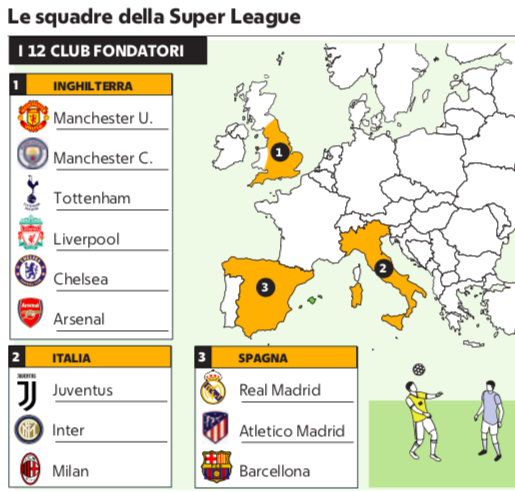 Le squadre della Super League
I 12 CLUB FONDATORI
1 INGHILTERRA
Manchester U.
Manchester C.
Tottenham
Liverpool
Chelsea
Arsenal
1
2
3
2 ITALIA
JUVENTUS
Juventus
Inter
Milan
3 SPAGNA
Real Madrid
Atletico Madrid
Barcellona